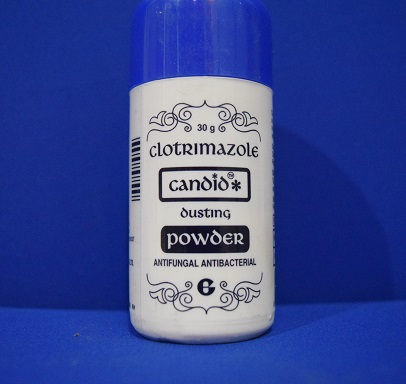 30 g
Clotrimazole
candid*
dusting
POWDER
ANTIFUNGAL ANTIBACTERIAL
G